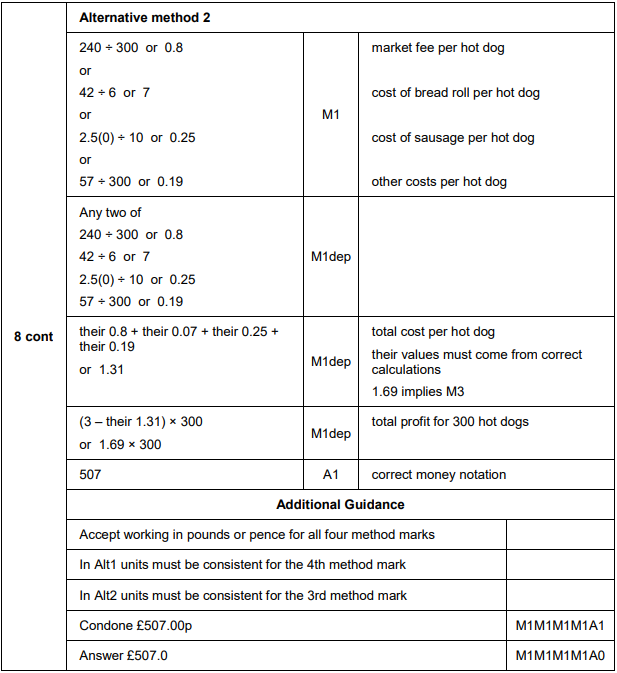 Alternative method 2
240 ÷ 300 or 0.8
market fee per hot dog
or
42 ÷ 6 or 7
cost of bread roll per hot dog
or
M1
2.5(0) ÷ 10 or 0.25
cost of sausage per hot dog
or
57 ÷ 300 or 0.19
other costs per hot dog
Any two of
240 ÷ 300 or 0.8
42 ÷ 6 or 7
M1dep
2.5(0) ÷ 10 or 0.25
57 ÷ 300 or 0.19
8 cont
their 0.8 + their 0.07 + their 0.25 +
their 0.19
or 1.31
M1dep
total cost per hot dog
their values must come from correct
calculations
1.69 implies M3
(3 – their 1.31) × 300
or 1.69 × 300
M1dep
total profit for 300 hot dogs
507
A1
correct money notation
Additional Guidance
Accept working in pounds or pence for all four method marks
In Alt1 units must be consistent for the 4th method mark
In Alt2 units must be consistent for the 3rd method mark
Condone £507.00p
M1M1M1M1A1
Answer £507.0
M1M1M1M1A0